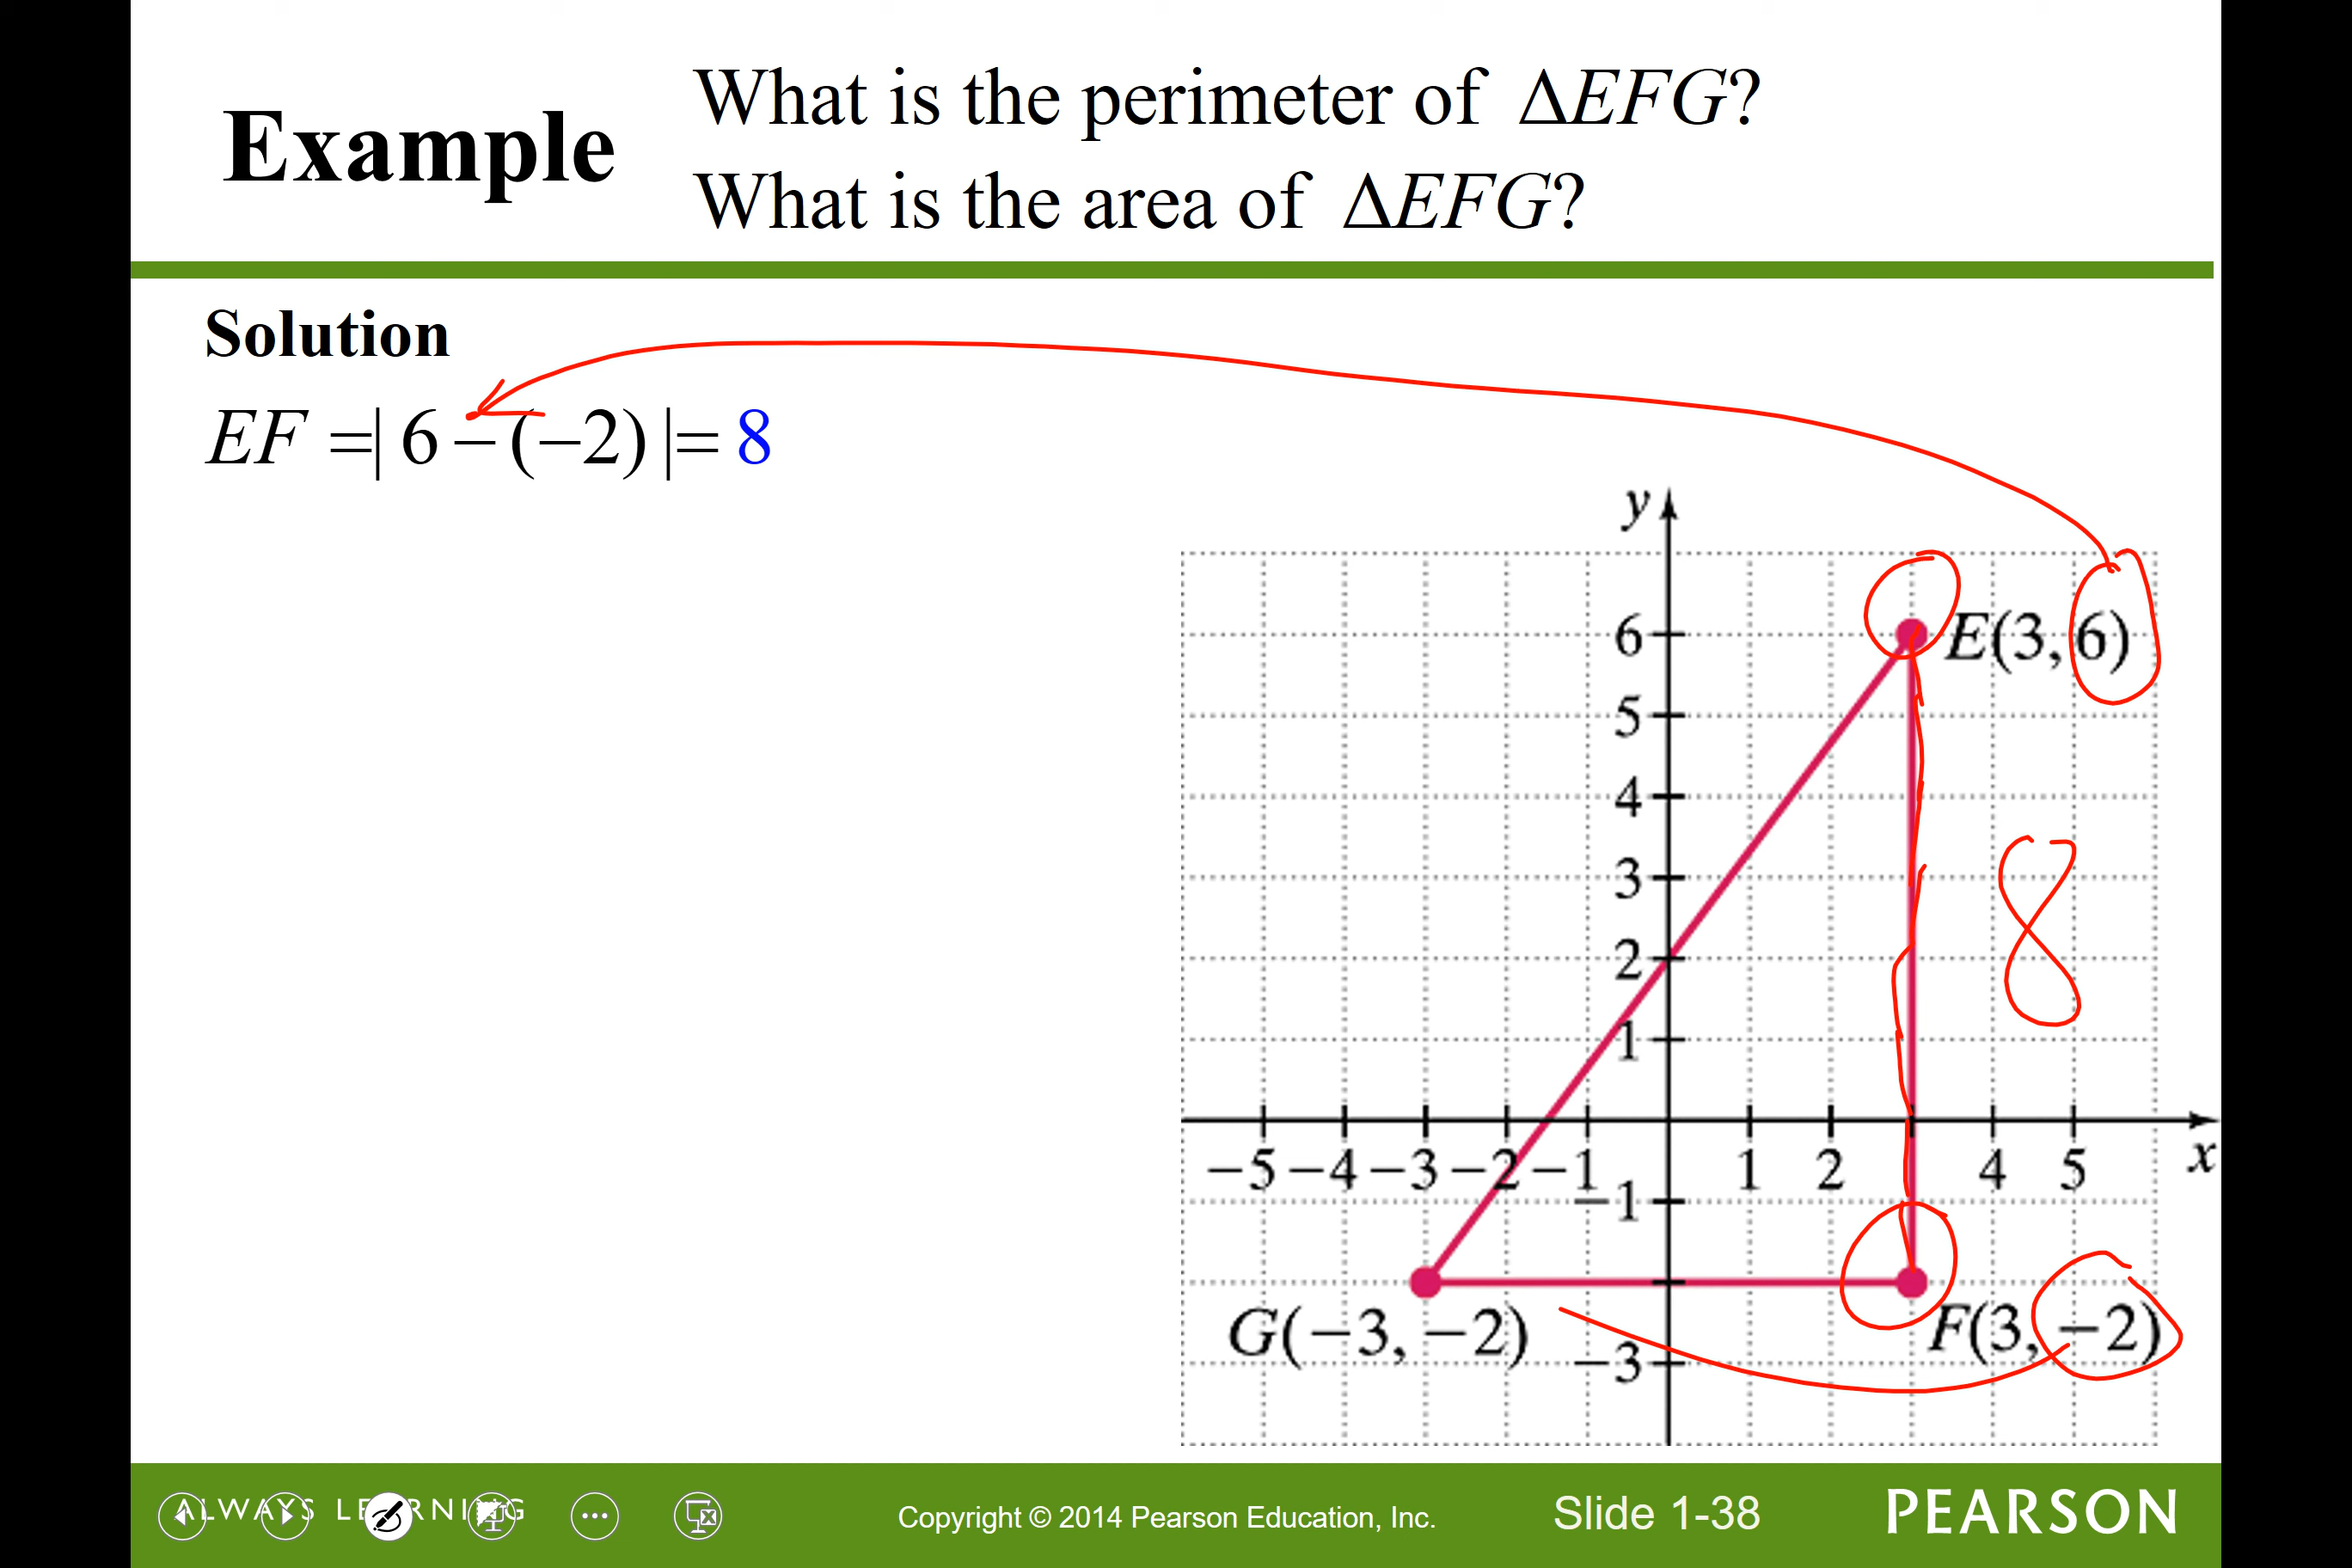 Example
What is the perimeter of ΔEFG?
What is the area of ΔEFG?
Solution
EF =| 6 – (–2) |= 8
y
6
E(3, 6)
5
4
3
8
2
1
–5 –4 –3 –2 –1 1 2 4 5 x
–1
G(–3, –2)
F(3, –2)
–3
ALWAYS LEARNING
Copyright © 2014 Pearson Education, Inc.
Slide 1-38
PEARSON